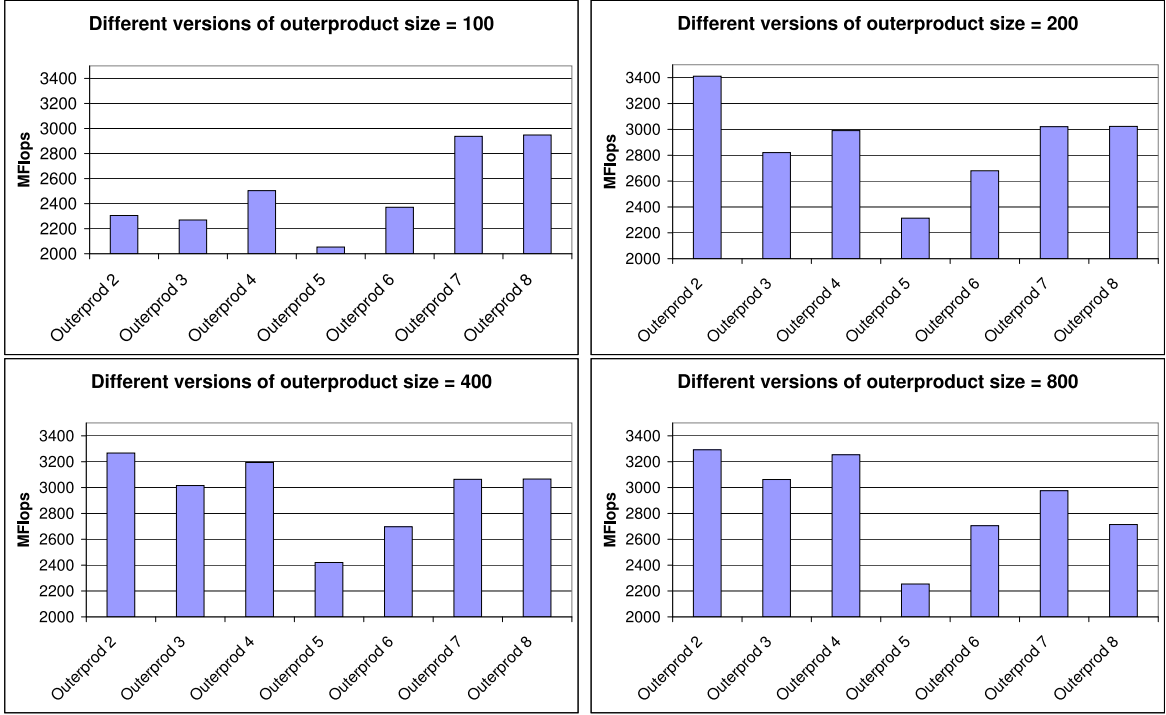 Different versions of outerproduct size = 100
MFlops
3400
3200
3000
2800
2600
2400
2200
2000
Outerprod 2
Outerprod 3
Outerprod 4
Outerprod 5
Outerprod 6
Outerprod 7
Outerprod 8
Different versions of outerproduct size = 200
MFlops
3400
3200
3000
2800
2600
2400
2200
2000
Outerprod 2
Outerprod 3
Outerprod 4
Outerprod 5
Outerprod 6
Outerprod 7
Outerprod 8
Different versions of outerproduct size = 400
MFlops
3400
3200
3000
2800
2600
2400
2200
2000
Outerprod 2
Outerprod 3
Outerprod 4
Outerprod 5
Outerprod 6
Outerprod 7
Outerprod 8
Different versions of outerproduct size = 800
MFlops
3400
3200
3000
2800
2600
2400
2200
2000
Outerprod 2
Outerprod 3
Outerprod 4
Outerprod 5
Outerprod 6
Outerprod 7
Outerprod 8